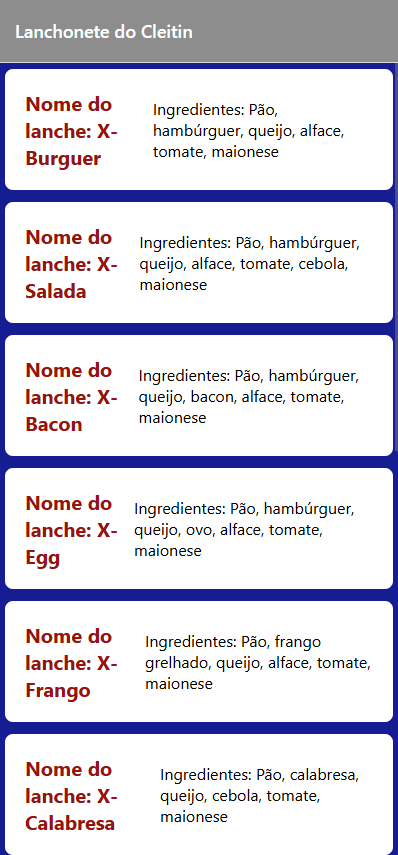 Lanchonete do Cleitin
Nome do
lanche: X-
Burguer
Ingredientes: Pão,
hambúrguer, queijo, alface,
tomate, maionese
Nome do
lanche: X-
Salada
Ingredientes: Pão, hambúrguer,
queijo, alface, tomate, cebola,
maionese
Nome do
lanche: X-
Bacon
Ingredientes: Pão, hambúrguer,
queijo, bacon, alface, tomate,
maionese
Nome do
lanche: X-
Egg
Ingredientes: Pão, hambúrguer,
queijo, ovo, alface, tomate,
maionese
Nome do
lanche: X-
Frango
Ingredientes: Pão, frango
grelhado, queijo, alface, tomate,
maionese
Nome do
lanche: X-
Calabresa
Ingredientes: Pão, calabresa,
queijo, cebola, tomate,
maionese